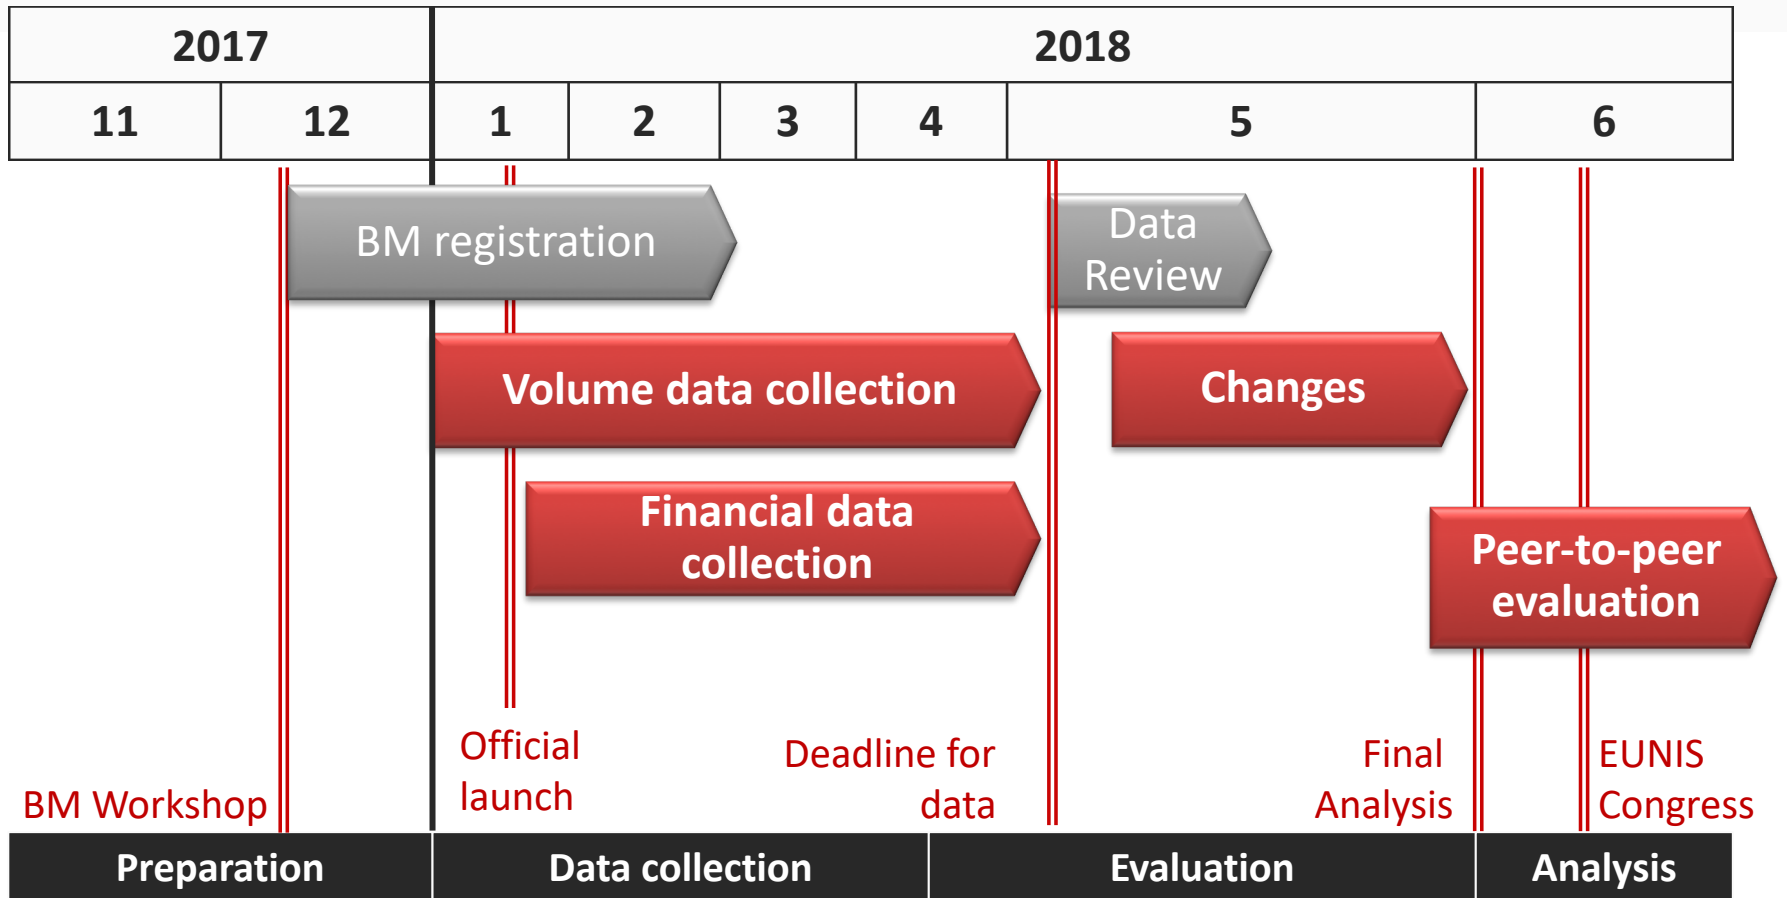 2017 2018
11 12 1 2 3 4 5 6
BM registration
Data
Review
Volume data collection
Changes
Financial data
collection
Peer-to-peer
evaluation
BM Workshop
Official
launch
Deadline for
data
Final
Analysis
EUNIS
Congress
Preparation Data collection Evaluation Analysis